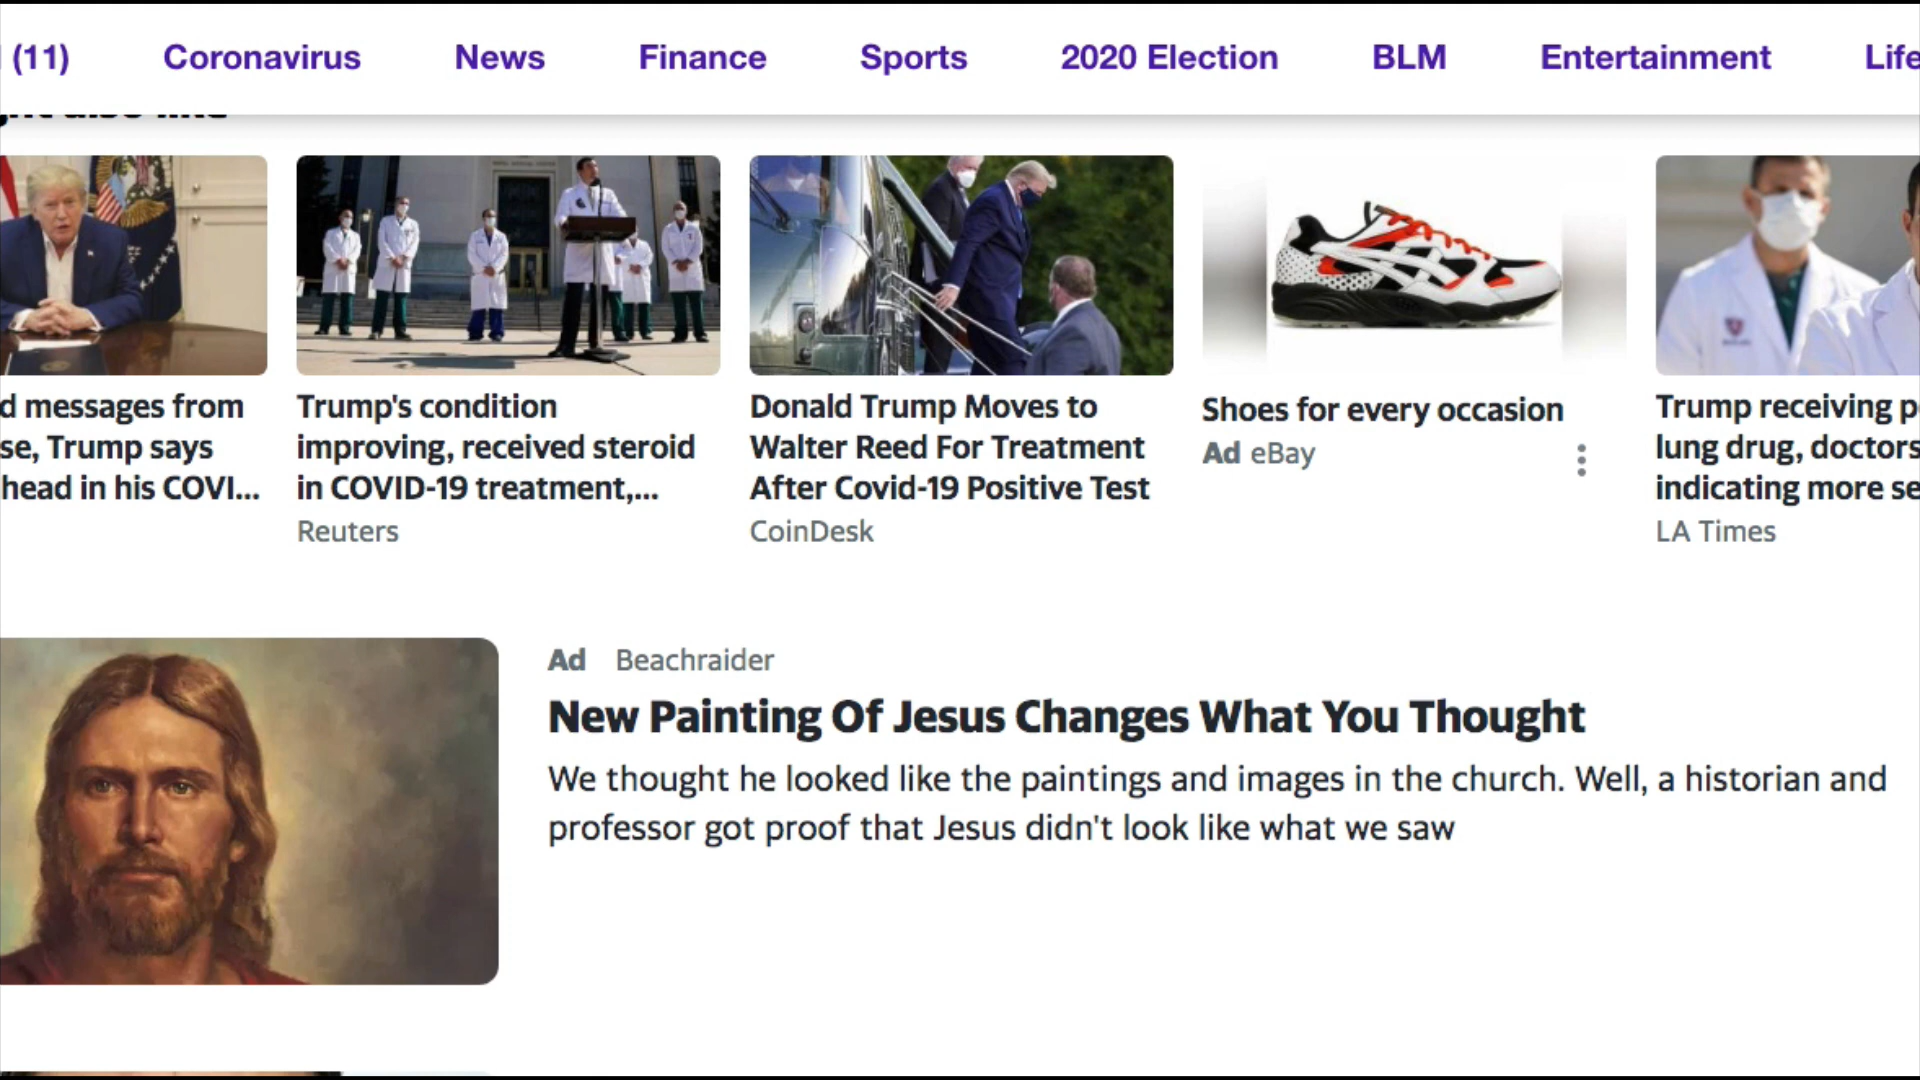 (11) Coronavirus News Finance Sports 2020 Election BLM Entertainment Life
d messages from
se, Trump says
head in his COVI...
Trump's condition
improving, received steroid
in COVID-19 treatment,...
Reuters
Donald Trump Moves to
Walter Reed For Treatment
After Covid-19 Positive Test
CoinDesk
Shoes for every occasion
Ad eBay
Trump receiving p
lung drug, doctors
indicating more se
LA Times
Ad Beachraider
New Painting Of Jesus Changes What You Thought
We thought he looked like the paintings and images in the church. Well, a historian and
professor got proof that Jesus didn't look like what we saw